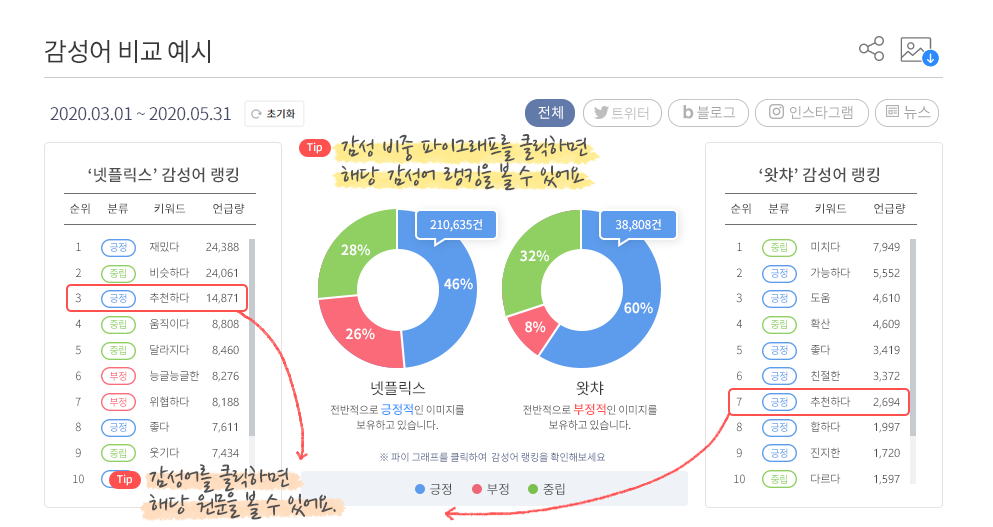 감성어 비교 예시
2020.03.01 ~ 2020.05.31
초기화
전체
트위터
b 블로그
인스타그램
뉴스
Tip 감성 비중 파이그래프를 클릭하면
해당 감성어 랭킹을 볼 수 있어요
‘넷플릭스’ 감성어 랭킹
순위 분류 키워드 언급량
1 긍정 재밌다 24,388
2 중립 비슷하다 24,061
3 긍정 추천하다 14,871
4 중립 움직이다 8,808
5 중립 달라지다 8,460
6 부정 능글능글한 8,276
7 부정 위협하다 8,188
8 긍정 좋다 7,611
9 중립 웃기다 7,434
10
Tip 감성어를 클릭하면
해당 원문을 볼 수 있어요.
210,635건
28%
46%
26%
넷플릭스
전반적으로 긍정적인 이미지를
보유하고 있습니다.
38,808건
32%
60%
8%
왓챠
전반적으로 부정적인 이미지를
보유하고 있습니다.
※ 파이 그래프를 클릭하여 감성어 랭킹을 확인해보세요
긍정 부정 중립
‘왓챠’ 감성어 랭킹
순위 분류 키워드 언급량
1 중립 미치다 7,949
2 긍정 가능하다 5,552
3 긍정 도움 4,610
4 중립 확산 4,609
5 긍정 좋다 3,419
6 긍정 친절한 3,372
7 긍정 추천하다 2,694
8 긍정 합하다 1,997
9 긍정 진지한 1,720
10 중립 다르다 1,597